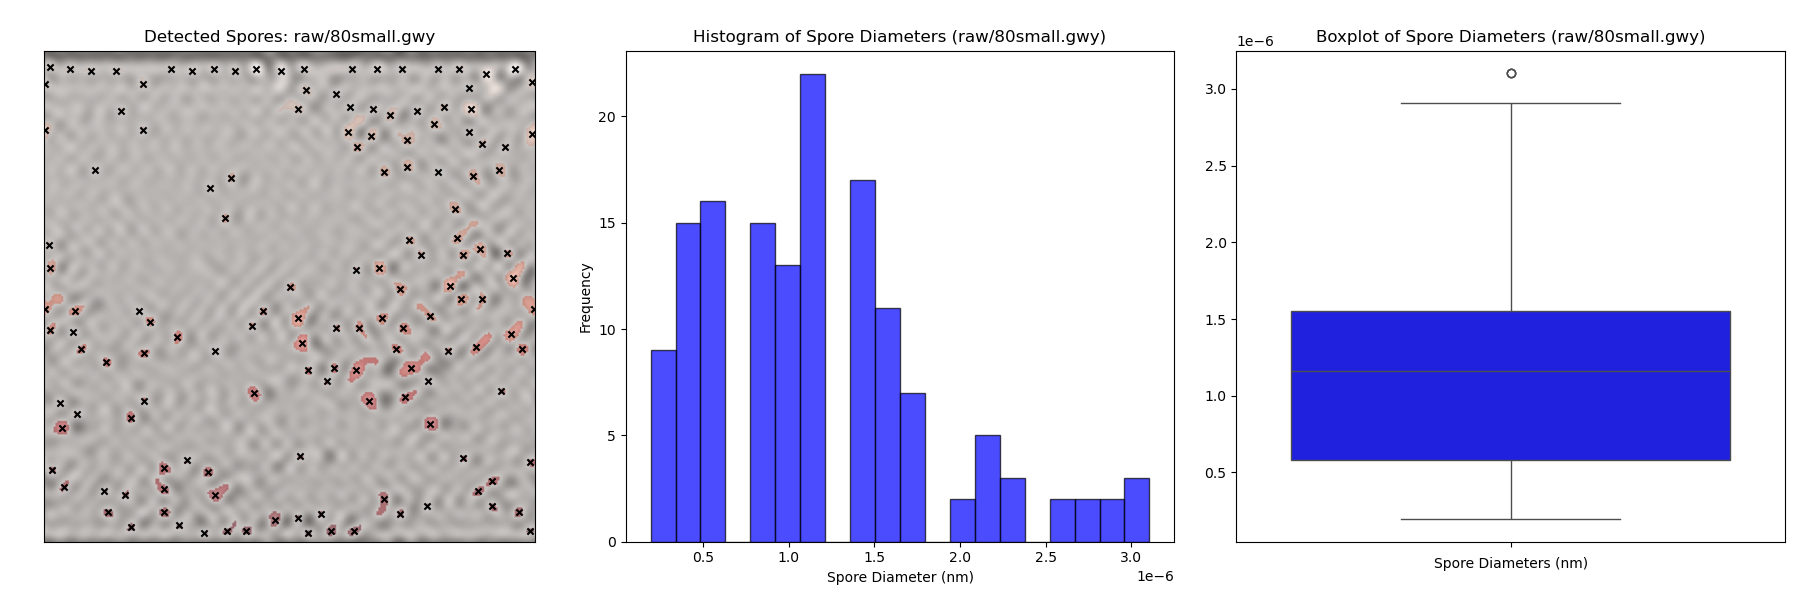 Detected Spores: raw/80small.gwy
Histogram of Spore Diameters (raw/80small.gwy)
Frequency
20
15
10
5
0
0.5 1.0 1.5 2.0 2.5 3.0
1e−6
Spore Diameter (nm)
Boxplot of Spore Diameters (raw/80small.gwy)
1e−6
3.0
2.5
2.0
1.5
1.0
0.5
Spore Diameters (nm)